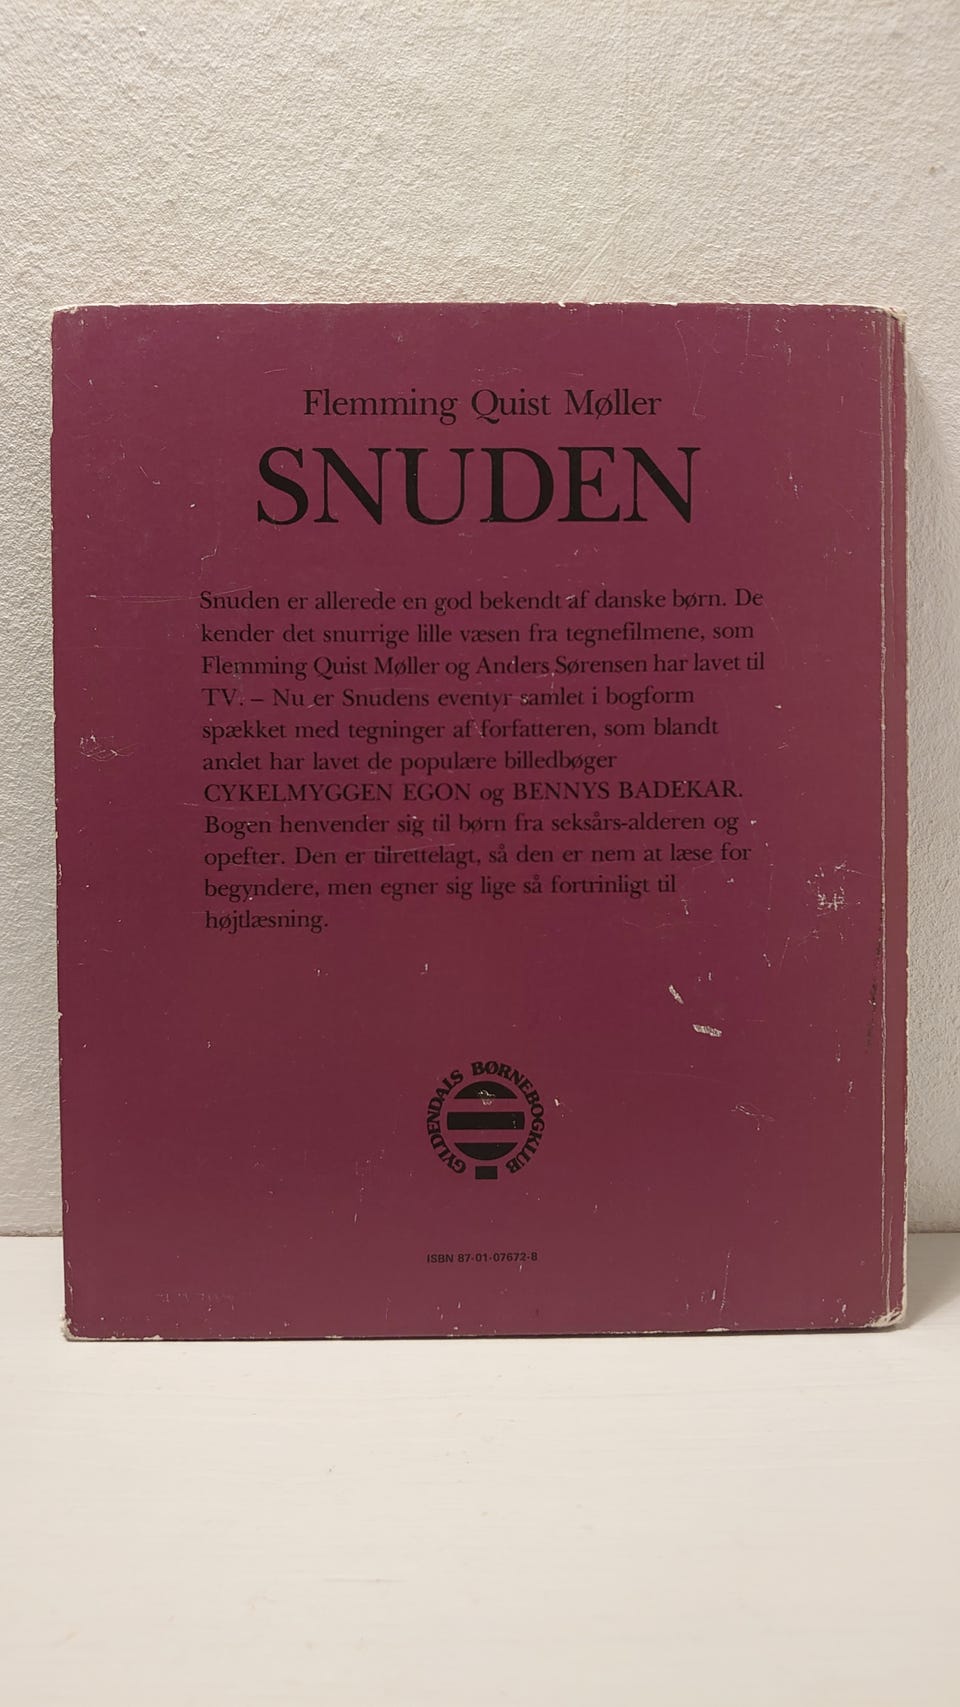 Flemming Quist Møller
SNUDEN
Snuden er allerede en god bekendt af danske børn. De
kender det snurrige lille væsen fra tegnefilmene, som
Flemming Quist Møller og Anders Sørensen har lavet til
TV. – Nu er Snudens eventyr samlet i bogform
spækket med tegninger af forfatteren, som blandt
andet har lavet de populære billedbøger
CYKELMYGGEN EGON og BENNYS BADEKAR.
Bogen henvender sig til børn fra seksårs-alderen og
opefter. Den er tilrettelagt, så den er nem at læse for
begyndere, men egner sig lige så fortrinligt til
højtlæsning.
GYLDENDALS BØRNEBOGKLUB
ISBN 87-01-07672-8